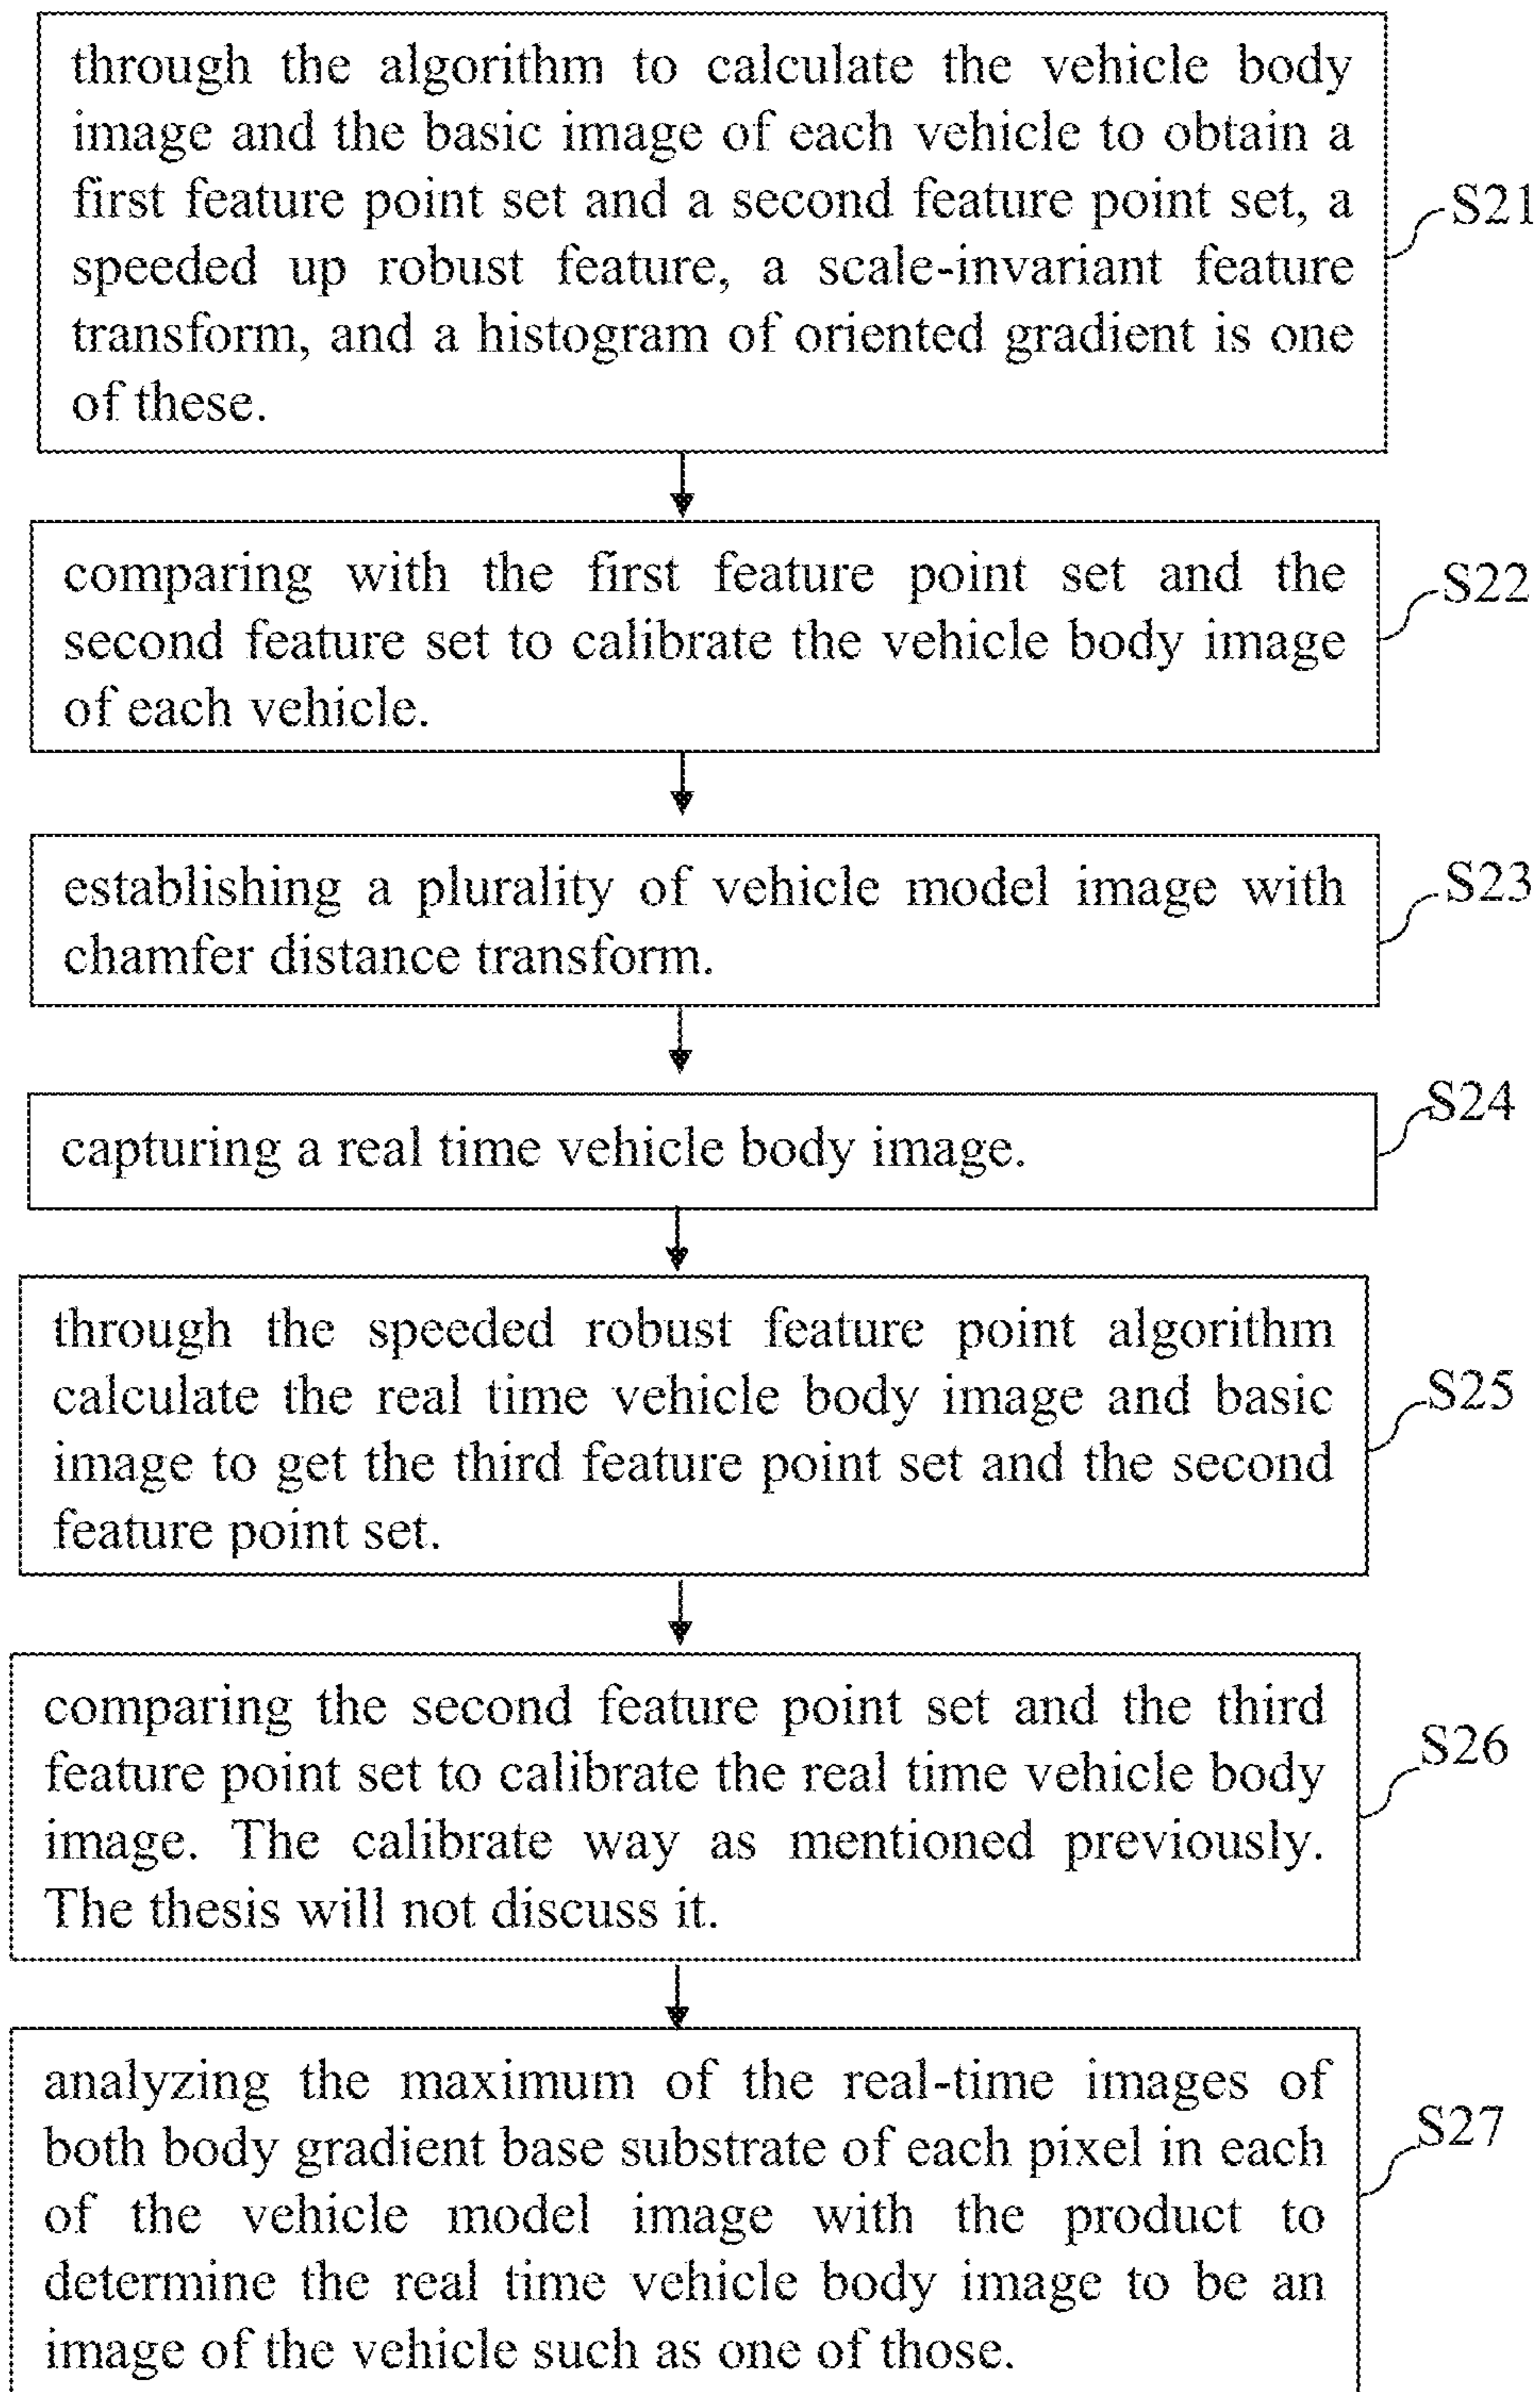 through the algorithm to calculate the vehicle body
image and the basic image of each vehicle to obtain a
first feature point set and a second feature point set, a
speeded up robust feature, a scale-invariant feature
transform, and a histogram of oriented gradient is one
of these.
S21
comparing with the first feature point set and the
second feature set to calibrate the vehicle body image
of each vehicle.
S22
establishing a plurality of vehicle model image with
chamfer distance transform.
S23
capturing a real time vehicle body image.
S24
through the speeded robust feature point algorithm
calculate the real time vehicle body image and basic
image to get the third feature point set and the second
feature point set.
S25
comparing the second feature point set and the third
feature point set to calibrate the real time vehicle body
image. The calibrate way as mentioned previously.
The thesis will not discuss it.
S26
analyzing the maximum of the real-time images of
both body gradient base substrate of each pixel in each
of the vehicle model image with the product to
determine the real time vehicle body image to be an
image of the vehicle such as one of those.
S27